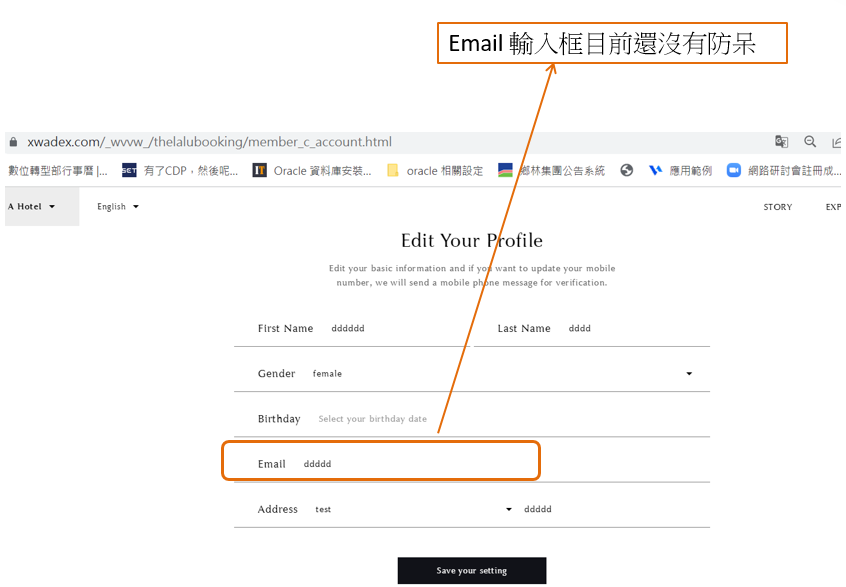 Email 輸入框目前還沒有防呆
xwadex.com/_wvvw_/thelalubooking/member_c_account.html
數位轉型部行事曆 |... SET 有了CDP，然後呢... IT Oracle 資料庫安裝... oracle 相關設定 鄉林集團公告系統 應用範例 網路研討會註冊成...
A Hotel English STORY EXP
Edit Your Profile
Edit your basic information and if you want to update your mobile
number, we will send a mobile phone message for verification.
First Name dddddd Last Name dddd
Gender female
Birthday Select your birthday date
Email ddddd
Address test ddddd
Save your setting